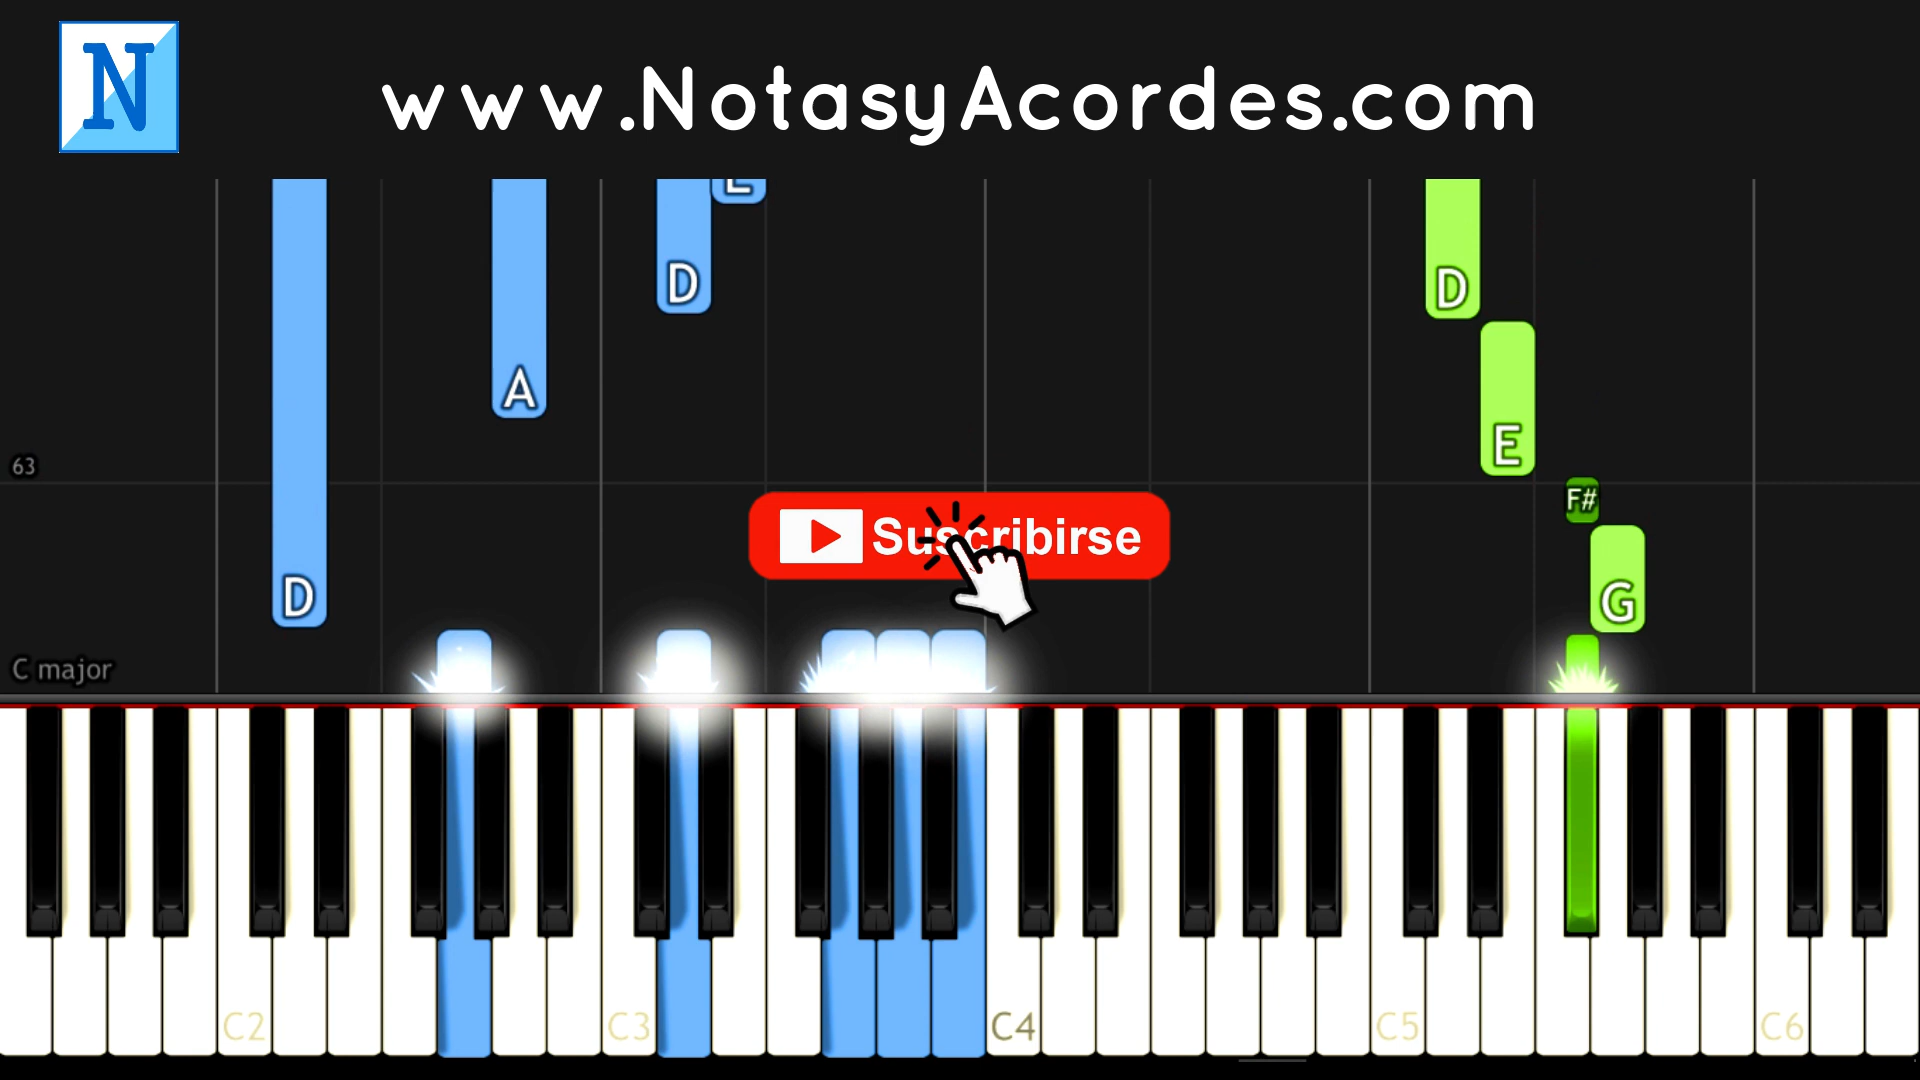 N
www.NotasyAcordes.com
E
D
D
A
E
63
F#
Suscribirse
D
G
C major
C2
C3
C4
C5
C6